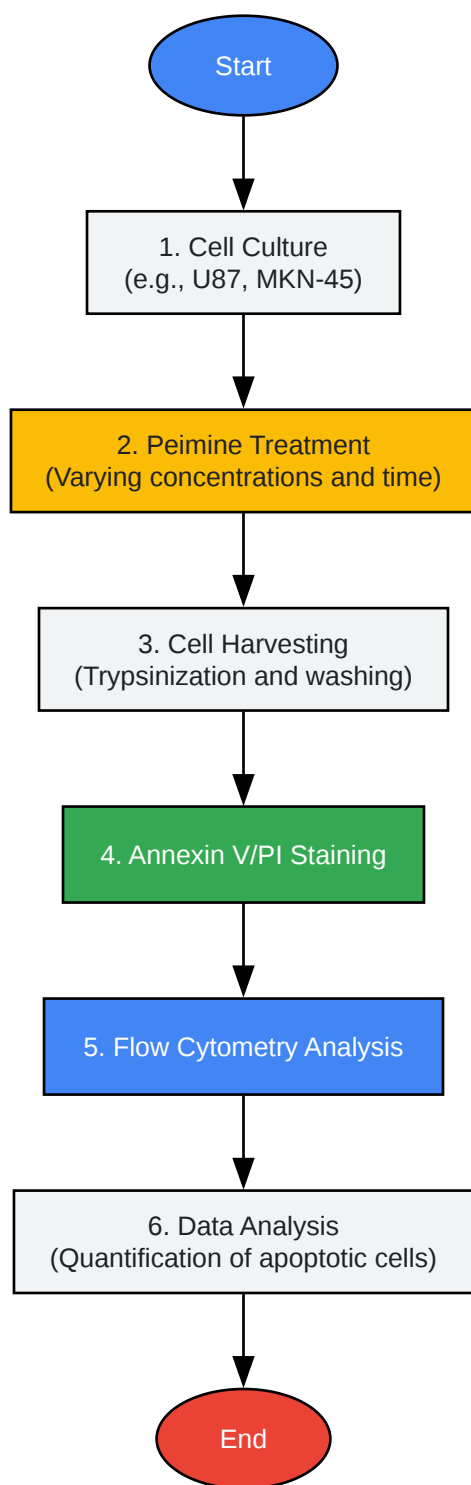 Start
1. Cell Culture
(e.g., U87, MKN-45)
2. Peimine Treatment
(Varying concentrations and time)
3. Cell Harvesting
(Trypsinization and washing)
4. Annexin V/PI Staining
5. Flow Cytometry Analysis
6. Data Analysis
(Quantification of apoptotic cells)
End